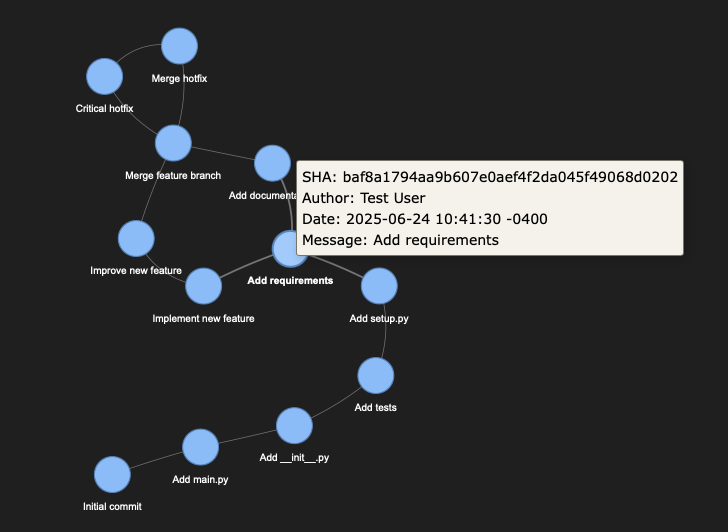 Merge hotfix
Critical hotfix
Merge feature branch
Add documenta
SHA: baf8a1794aa9b607e0aef4f2da045f49068d0202
Author: Test User
Date: 2025-06-24 10:41:30 -0400
Message: Add requirements
Improve new feature
Add requirements
Implement new feature
Add setup.py
Add tests
Add __init__.py
Add main.py
Initial commit